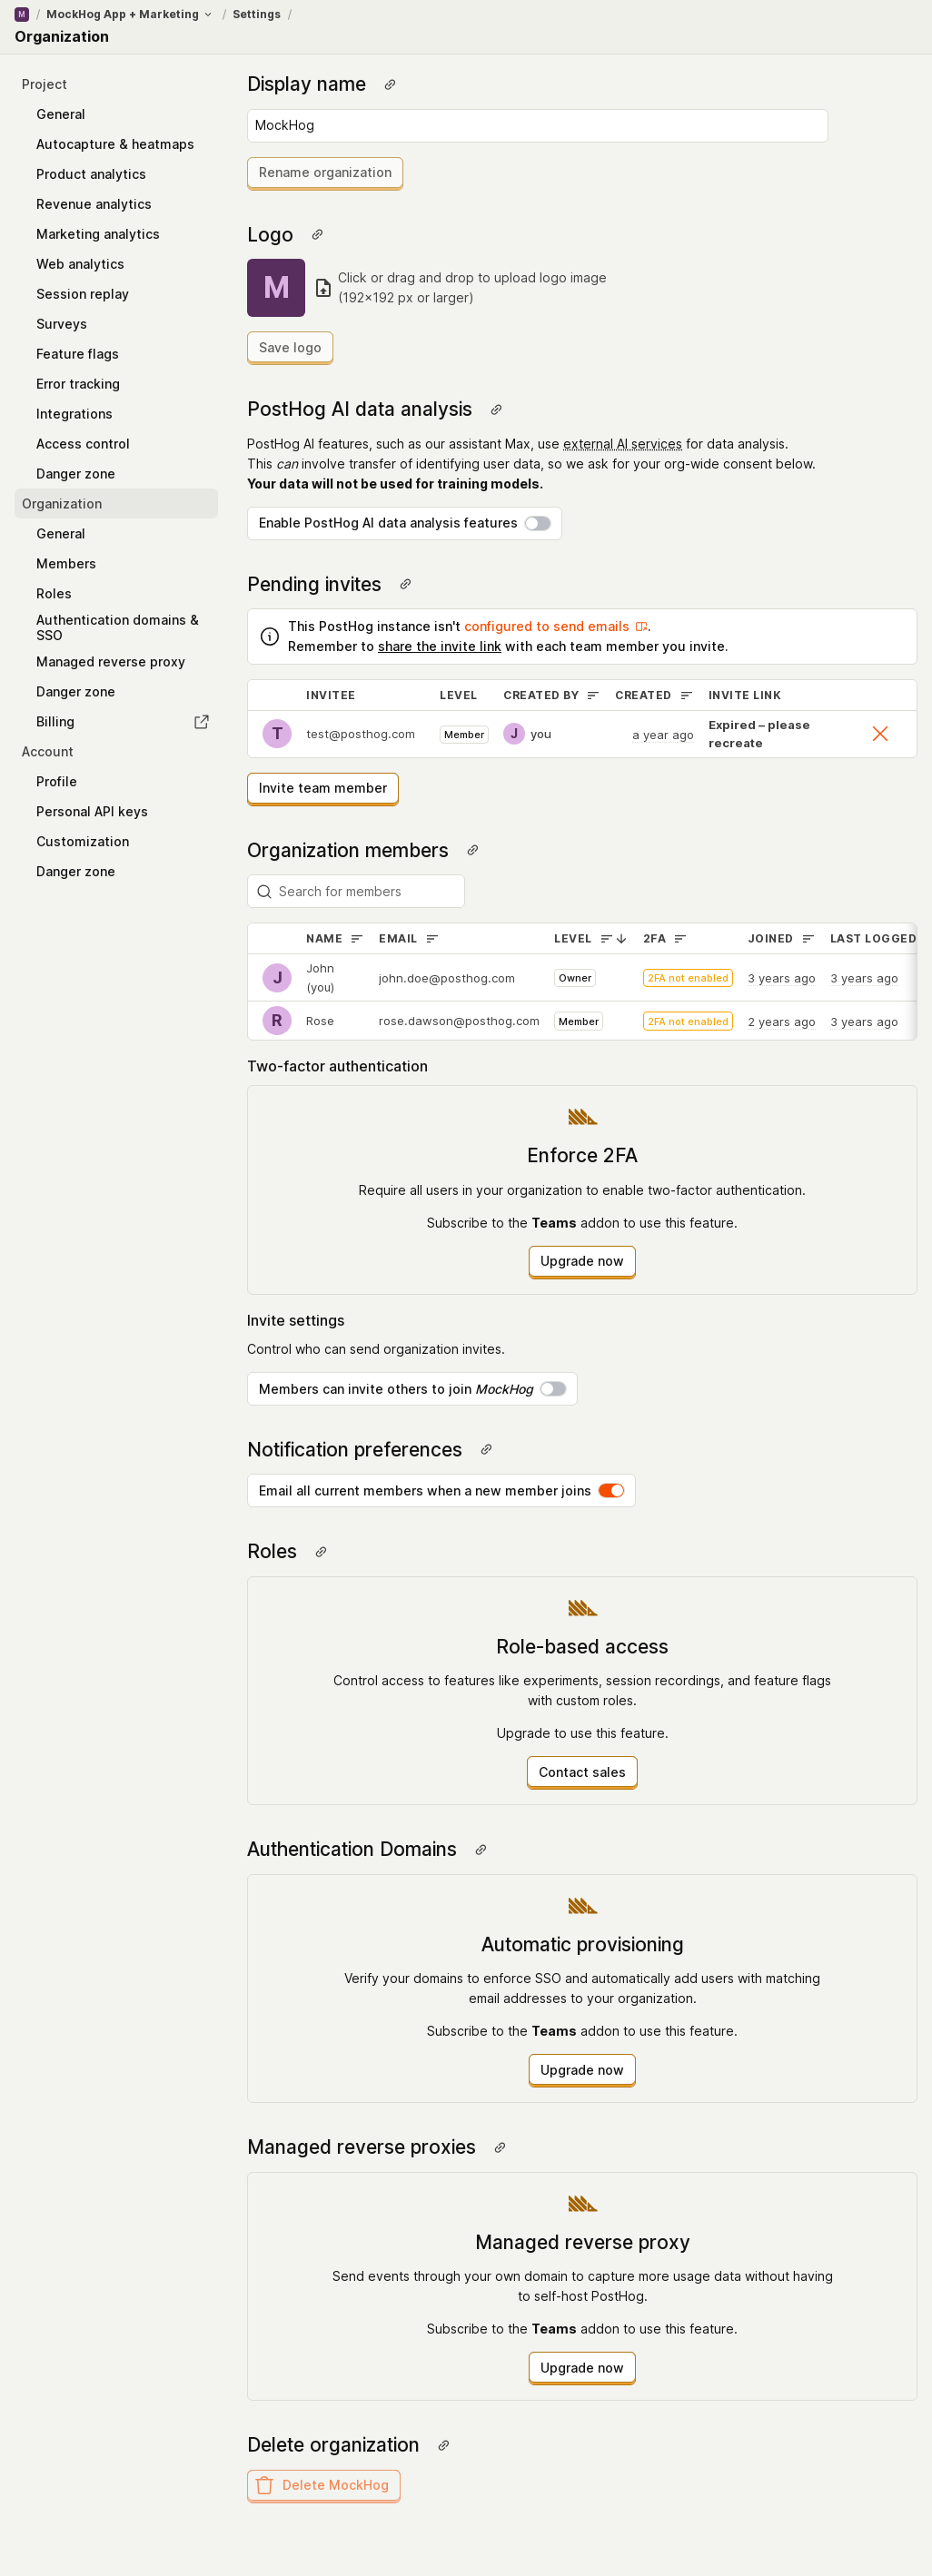 M / MockHog App + Marketing / Settings /
Organization
Project
General
Autocapture & heatmaps
Product analytics
Revenue analytics
Marketing analytics
Web analytics
Session replay
Surveys
Feature flags
Error tracking
Integrations
Access control
Danger zone
Organization
General
Members
Roles
Authentication domains &
SSO
Managed reverse proxy
Danger zone
Billing
Account
Profile
Personal API keys
Customization
Danger zone
Display name
MockHog
Rename organization
Logo
M
Click or drag and drop to upload logo image
(192x192 px or larger)
Save logo
PostHog AI data analysis
PostHog AI features, such as our assistant Max, use external AI services for data analysis.
This can involve transfer of identifying user data, so we ask for your org-wide consent below.
Your data will not be used for training models.
Enable PostHog AI data analysis features
Pending invites
This PostHog instance isn't configured to send emails.
Remember to share the invite link with each team member you invite.
INVITEE LEVEL CREATED BY CREATED INVITE LINK
T test@posthog.com Member J you a year ago Expired – please
recreate
Invite team member
Organization members
Search for members
NAME EMAIL LEVEL 2FA JOINED LAST LOGGED
J John
(you) john.doe@posthog.com Owner 2FA not enabled 3 years ago 3 years ago
R Rose rose.dawson@posthog.com Member 2FA not enabled 2 years ago 3 years ago
Two-factor authentication
Enforce 2FA
Require all users in your organization to enable two-factor authentication.
Subscribe to the Teams addon to use this feature.
Upgrade now
Invite settings
Control who can send organization invites.
Members can invite others to join MockHog
Notification preferences
Email all current members when a new member joins
Roles
Role-based access
Control access to features like experiments, session recordings, and feature flags
with custom roles.
Upgrade to use this feature.
Contact sales
Authentication Domains
Automatic provisioning
Verify your domains to enforce SSO and automatically add users with matching
email addresses to your organization.
Subscribe to the Teams addon to use this feature.
Upgrade now
Managed reverse proxies
Managed reverse proxy
Send events through your own domain to capture more usage data without having
to self-host PostHog.
Subscribe to the Teams addon to use this feature.
Upgrade now
Delete organization
Delete MockHog